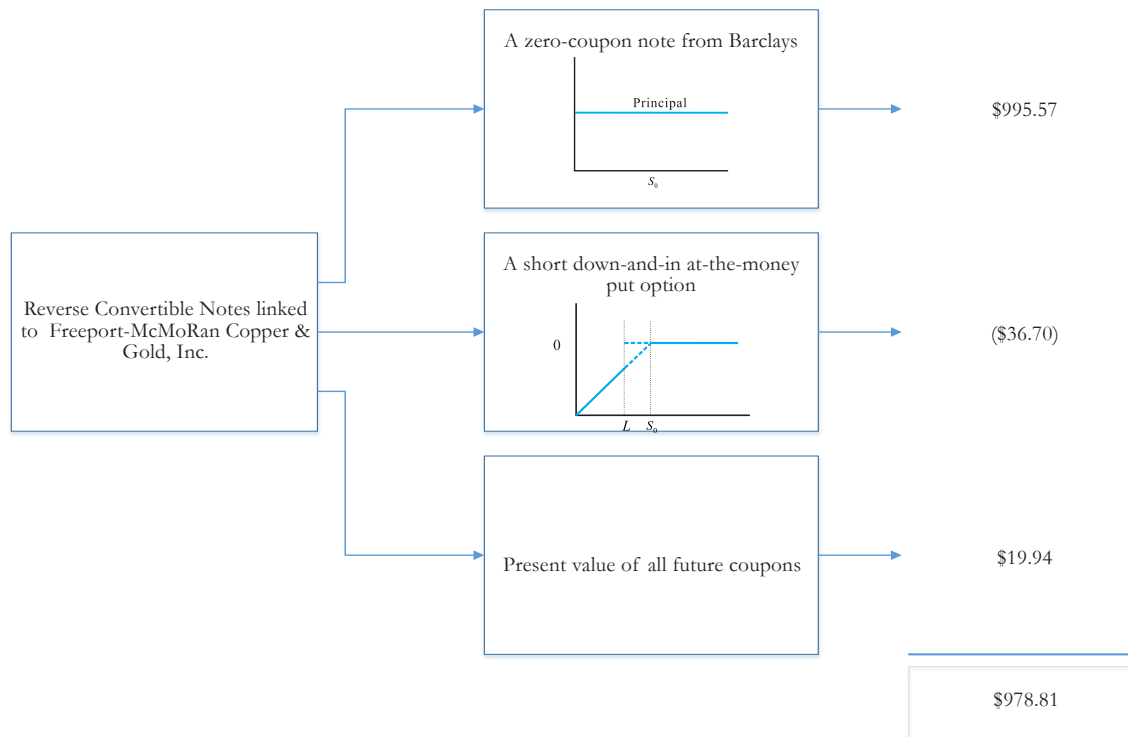 A zero-coupon note from Barclays
Principal
S₀
$995.57
Reverse Convertible Notes linked
to Freeport-McMoRan Copper &
Gold, Inc.
A short down-and-in at-the-money
put option
0
L S₀
($36.70)
Present value of all future coupons
$19.94
$978.81